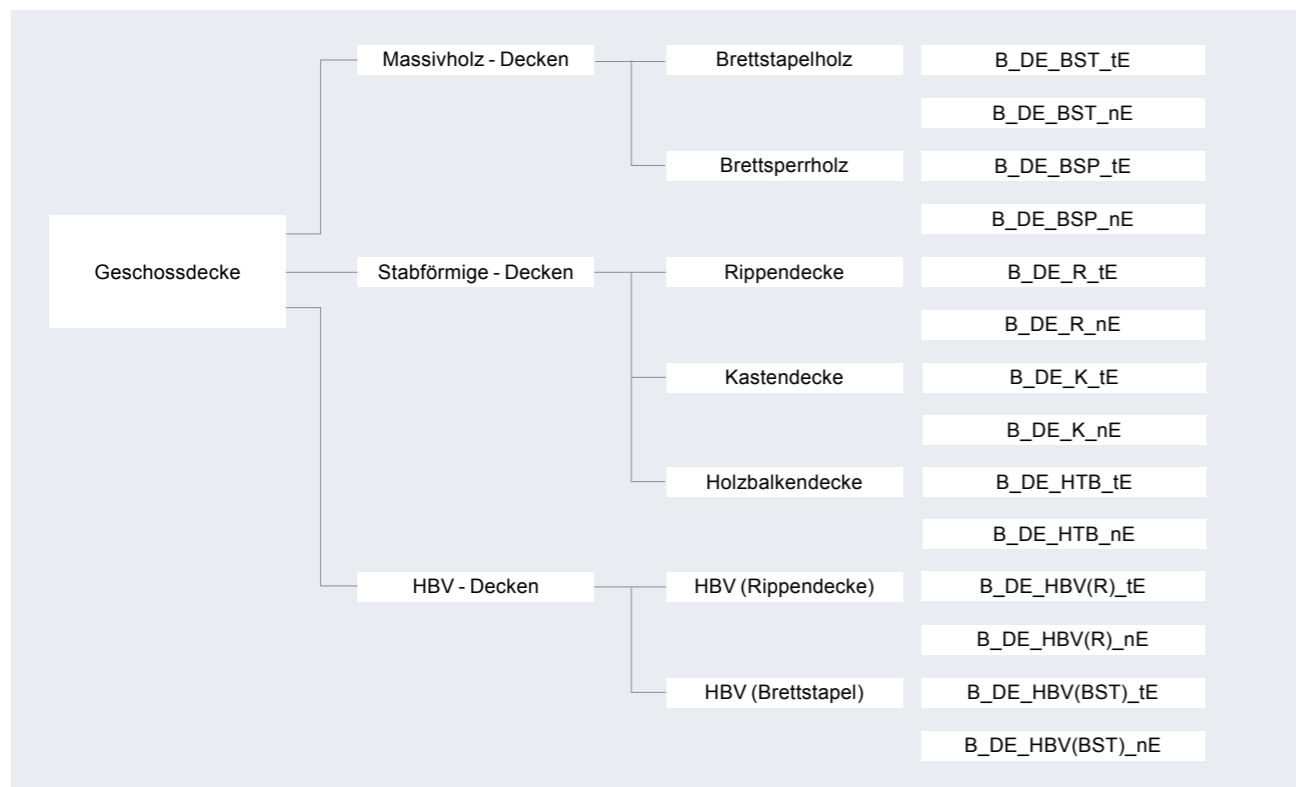 Massivholz - Decken
Brettstapelholz
B_DE_BST_tE
B_DE_BST_nE
Brettsperrholz
B_DE_BSP_tE
B_DE_BSP_nE
Geschossdecke
Stabförmige - Decken
Rippendecke
B_DE_R_tE
B_DE_R_nE
Kastendecke
B_DE_K_tE
B_DE_K_nE
Holzbalkendecke
B_DE_HTB_tE
B_DE_HTB_nE
HBV - Decken
HBV (Rippendecke)
B_DE_HBV(R)_tE
B_DE_HBV(R)_nE
HBV (Brettstapel)
B_DE_HBV(BST)_tE
B_DE_HBV(BST)_nE